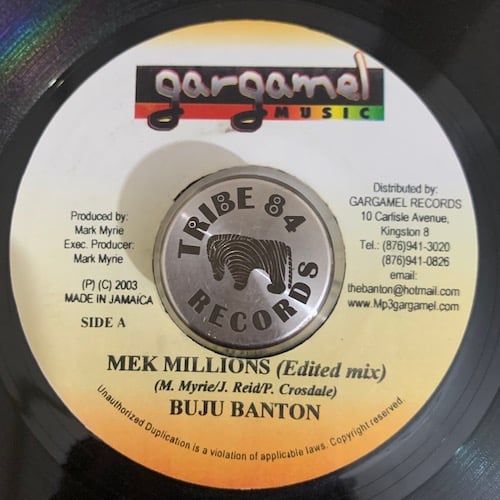 gargamel
MUSIC
Distributed by:
GARGAMEL RECORDS
10 Carlisle Avenue,
Kingston 8
Tel.: (876)941-3020
(876)941-0826
email:
thebanton@hotmail.com
www.Mp3gargamel.com
Produced by:
Mark Myrie
Exec. Producer:
Mark Myrie
(P) (C) 2003
MADE IN JAMAICA
SIDE A
TRIBE 84
RECORDS
MEK MILLIONS (Edited mix)
(M. Myrie/J. Reid/P. Crosdale)
BUJU BANTON
Unauthorized Duplication is a violation of applicable laws. Copyright reserved.